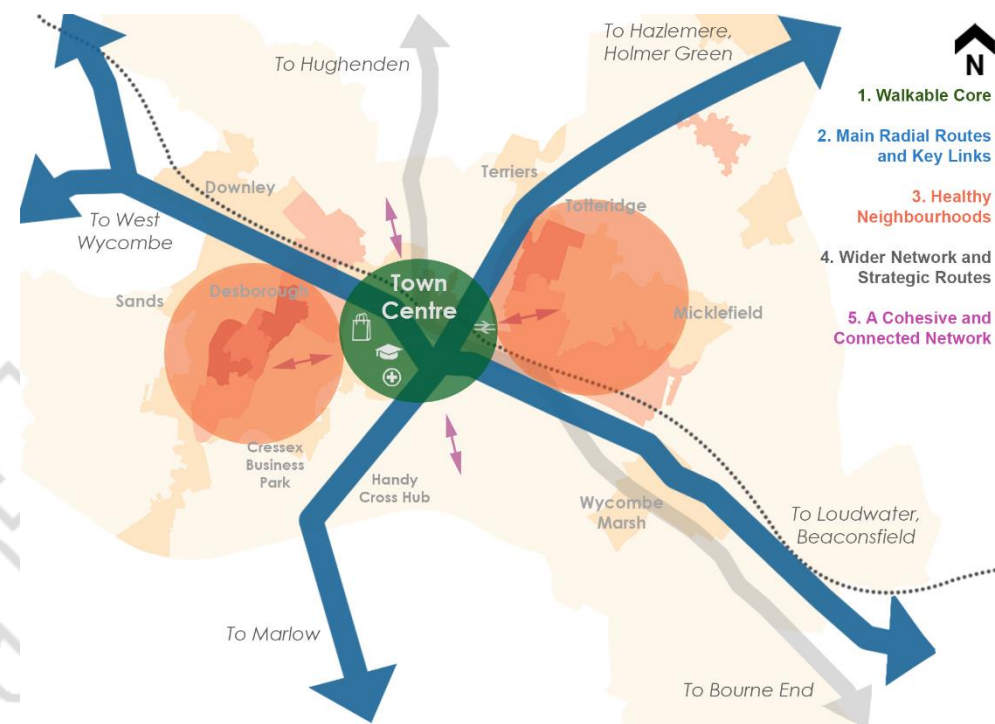 To Hughenden
To Hazlemere,
Holmer Green
N
1. Walkable Core
2. Main Radial Routes
and Key Links
3. Healthy
Neighbourhoods
4. Wider Network and
Strategic Routes
5. A Cohesive and
Connected Network
Terriers
Downley
Totteridge
To West
Wycombe
Town
Centre
Desborough
Sands
Micklefield
Cressex
Business
Park
Handy
Cross Hub
Wycombe
Marsh
To Loudwater,
Beaconsfield
To Marlow
To Bourne End